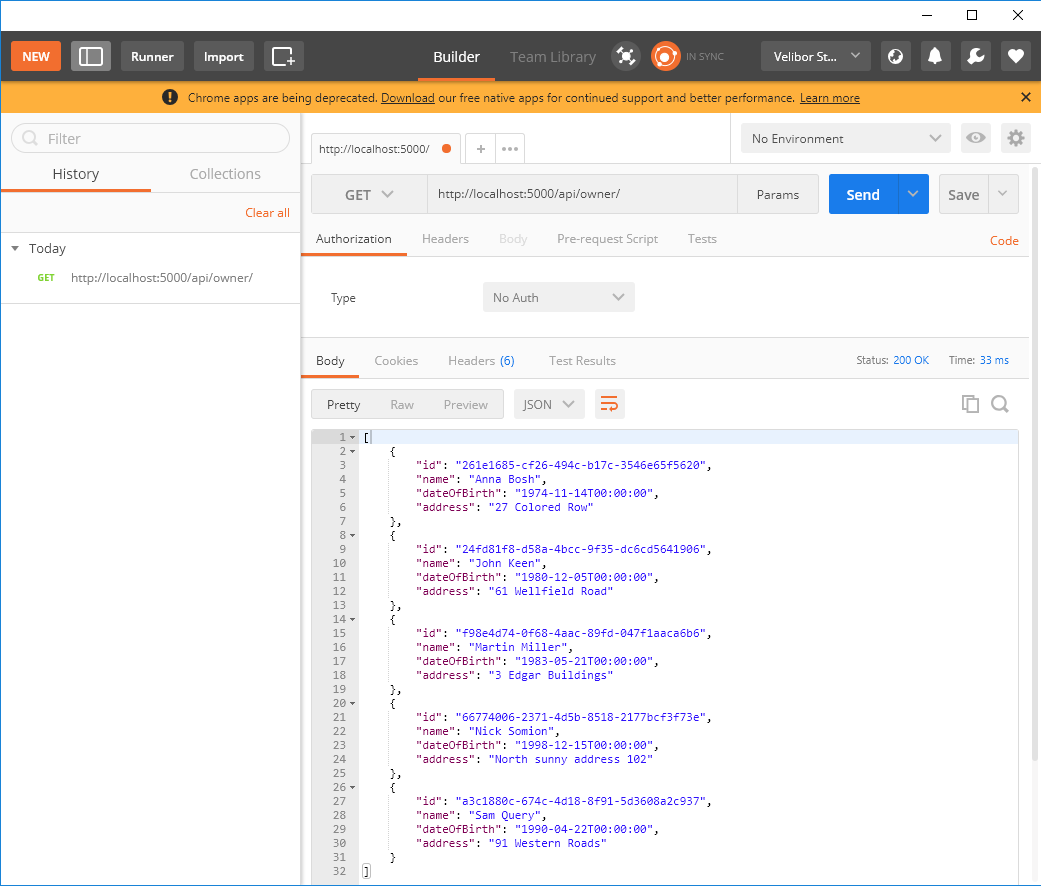 NEW Runner Import Builder Team Library IN SYNC Velibor St...
Chrome apps are being deprecated. Download our free native apps for continued support and better performance. Learn more
Filter
History Collections
Clear all
Today
GET http://localhost:5000/api/owner/
http://localhost:5000/ + ••• No Environment
GET http://localhost:5000/api/owner/ Params Send Save
Authorization Headers Body Pre-request Script Tests Code
Type No Auth
Body Cookies Headers (6) Test Results Status: 200 OK Time: 33 ms
Pretty Raw Preview JSON
1 [
2 {
3 "id": "261e1685-cf26-494c-b17c-3546e65f5620",
4 "name": "Anna Bosh",
5 "dateOfBirth": "1974-11-14T00:00:00",
6 "address": "27 Colored Row"
7 },
8 {
9 "id": "24fd81f8-d58a-4bcc-9f35-dc6cd5641906",
10 "name": "John Keen",
11 "dateOfBirth": "1980-12-05T00:00:00",
12 "address": "61 Wellfield Road"
13 },
14 {
15 "id": "f98e4d74-0f68-4aac-89fd-047f1aaca6b6",
16 "name": "Martin Miller",
17 "dateOfBirth": "1983-05-21T00:00:00",
18 "address": "3 Edgar Buildings"
19 },
20 {
21 "id": "66774006-2371-4d5b-8518-2177bcf3f73e",
22 "name": "Nick Somion",
23 "dateOfBirth": "1998-12-15T00:00:00",
24 "address": "North sunny address 102"
25 },
26 {
27 "id": "a3c1880c-674c-4d18-8f91-5d3608a2c937",
28 "name": "Sam Query",
29 "dateOfBirth": "1990-04-22T00:00:00",
30 "address": "91 Western Roads"
31 }
32 ]